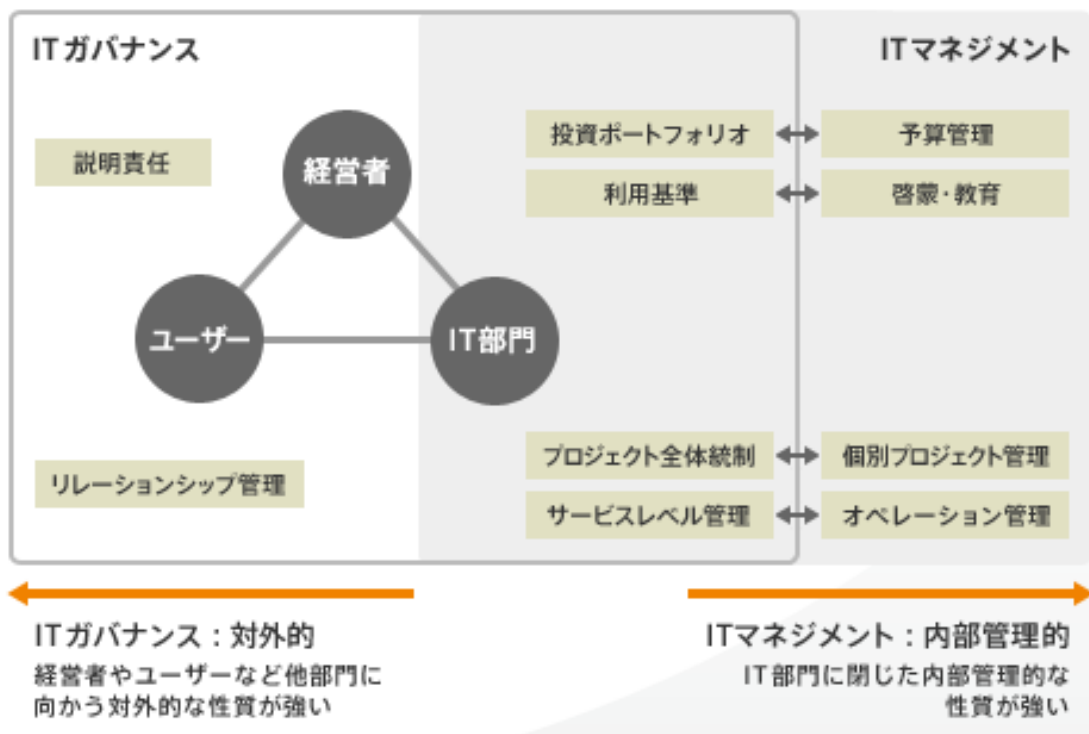 ITガバナンス
ITマネジメント
説明責任
経営者
ユーザー
IT部門
リレーションシップ管理
投資ポートフォリオ
予算管理
利用基準
啓蒙・教育
プロジェクト全体統制
個別プロジェクト管理
サービスレベル管理
オペレーション管理
ITガバナンス：対外的
経営者やユーザーなど他部門に
向かう対外的な性質が強い
ITマネジメント：内部管理的
IT部門に閉じた内部管理的な
性質が強い